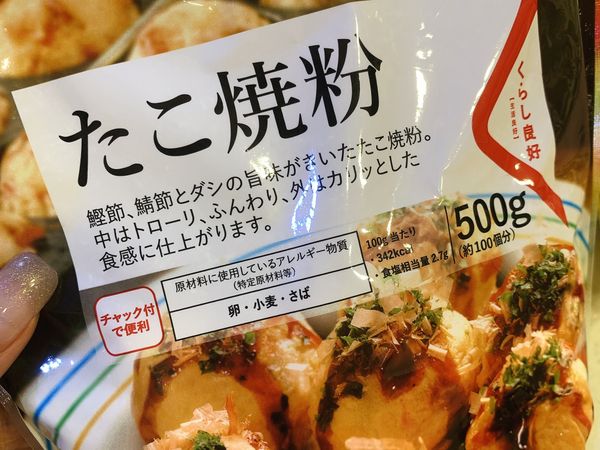 くらし良好
［生活良好］
たこ焼粉
鰹節、鯖節とダシの旨味がきいたたこ焼粉。
中はトローリ、ふんわり、外はカリッとした
食感に仕上がります。
500g
(約100個分)
100g 当たり
・342kcal
・食塩相当量 2.7g
原材料に使用しているアレルギー物質
(特定原材料等)
卵・小麦・さば
チャック付
で便利